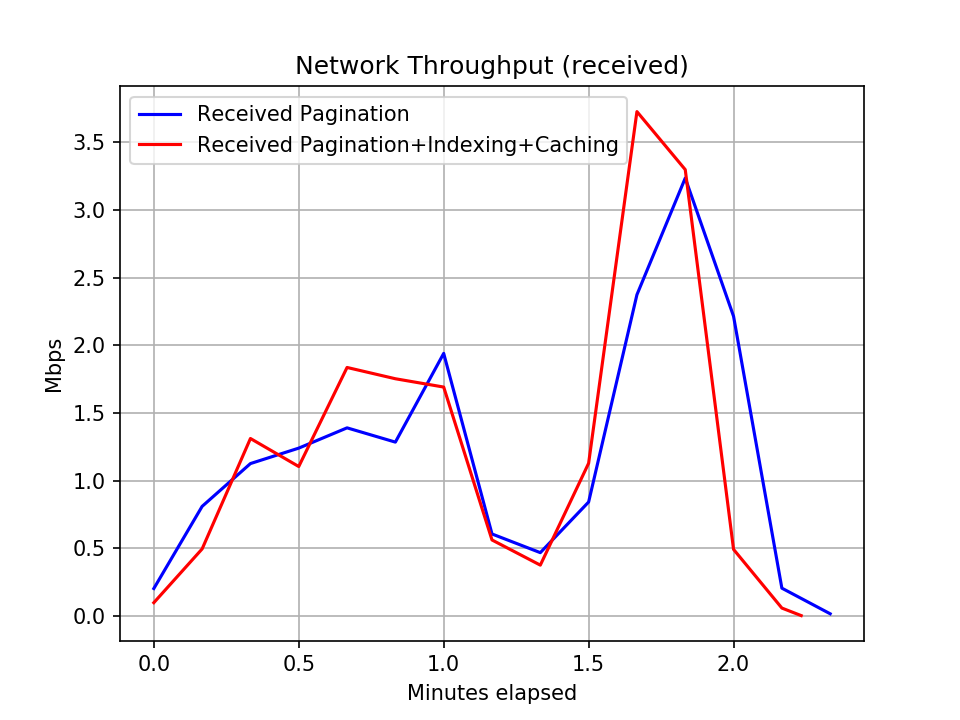 Network Throughput (received)
Received Pagination
Received Pagination+Indexing+Caching
Mbps
3.5
3.0
2.5
2.0
1.5
1.0
0.5
0.0
0.0 0.5 1.0 1.5 2.0
Minutes elapsed